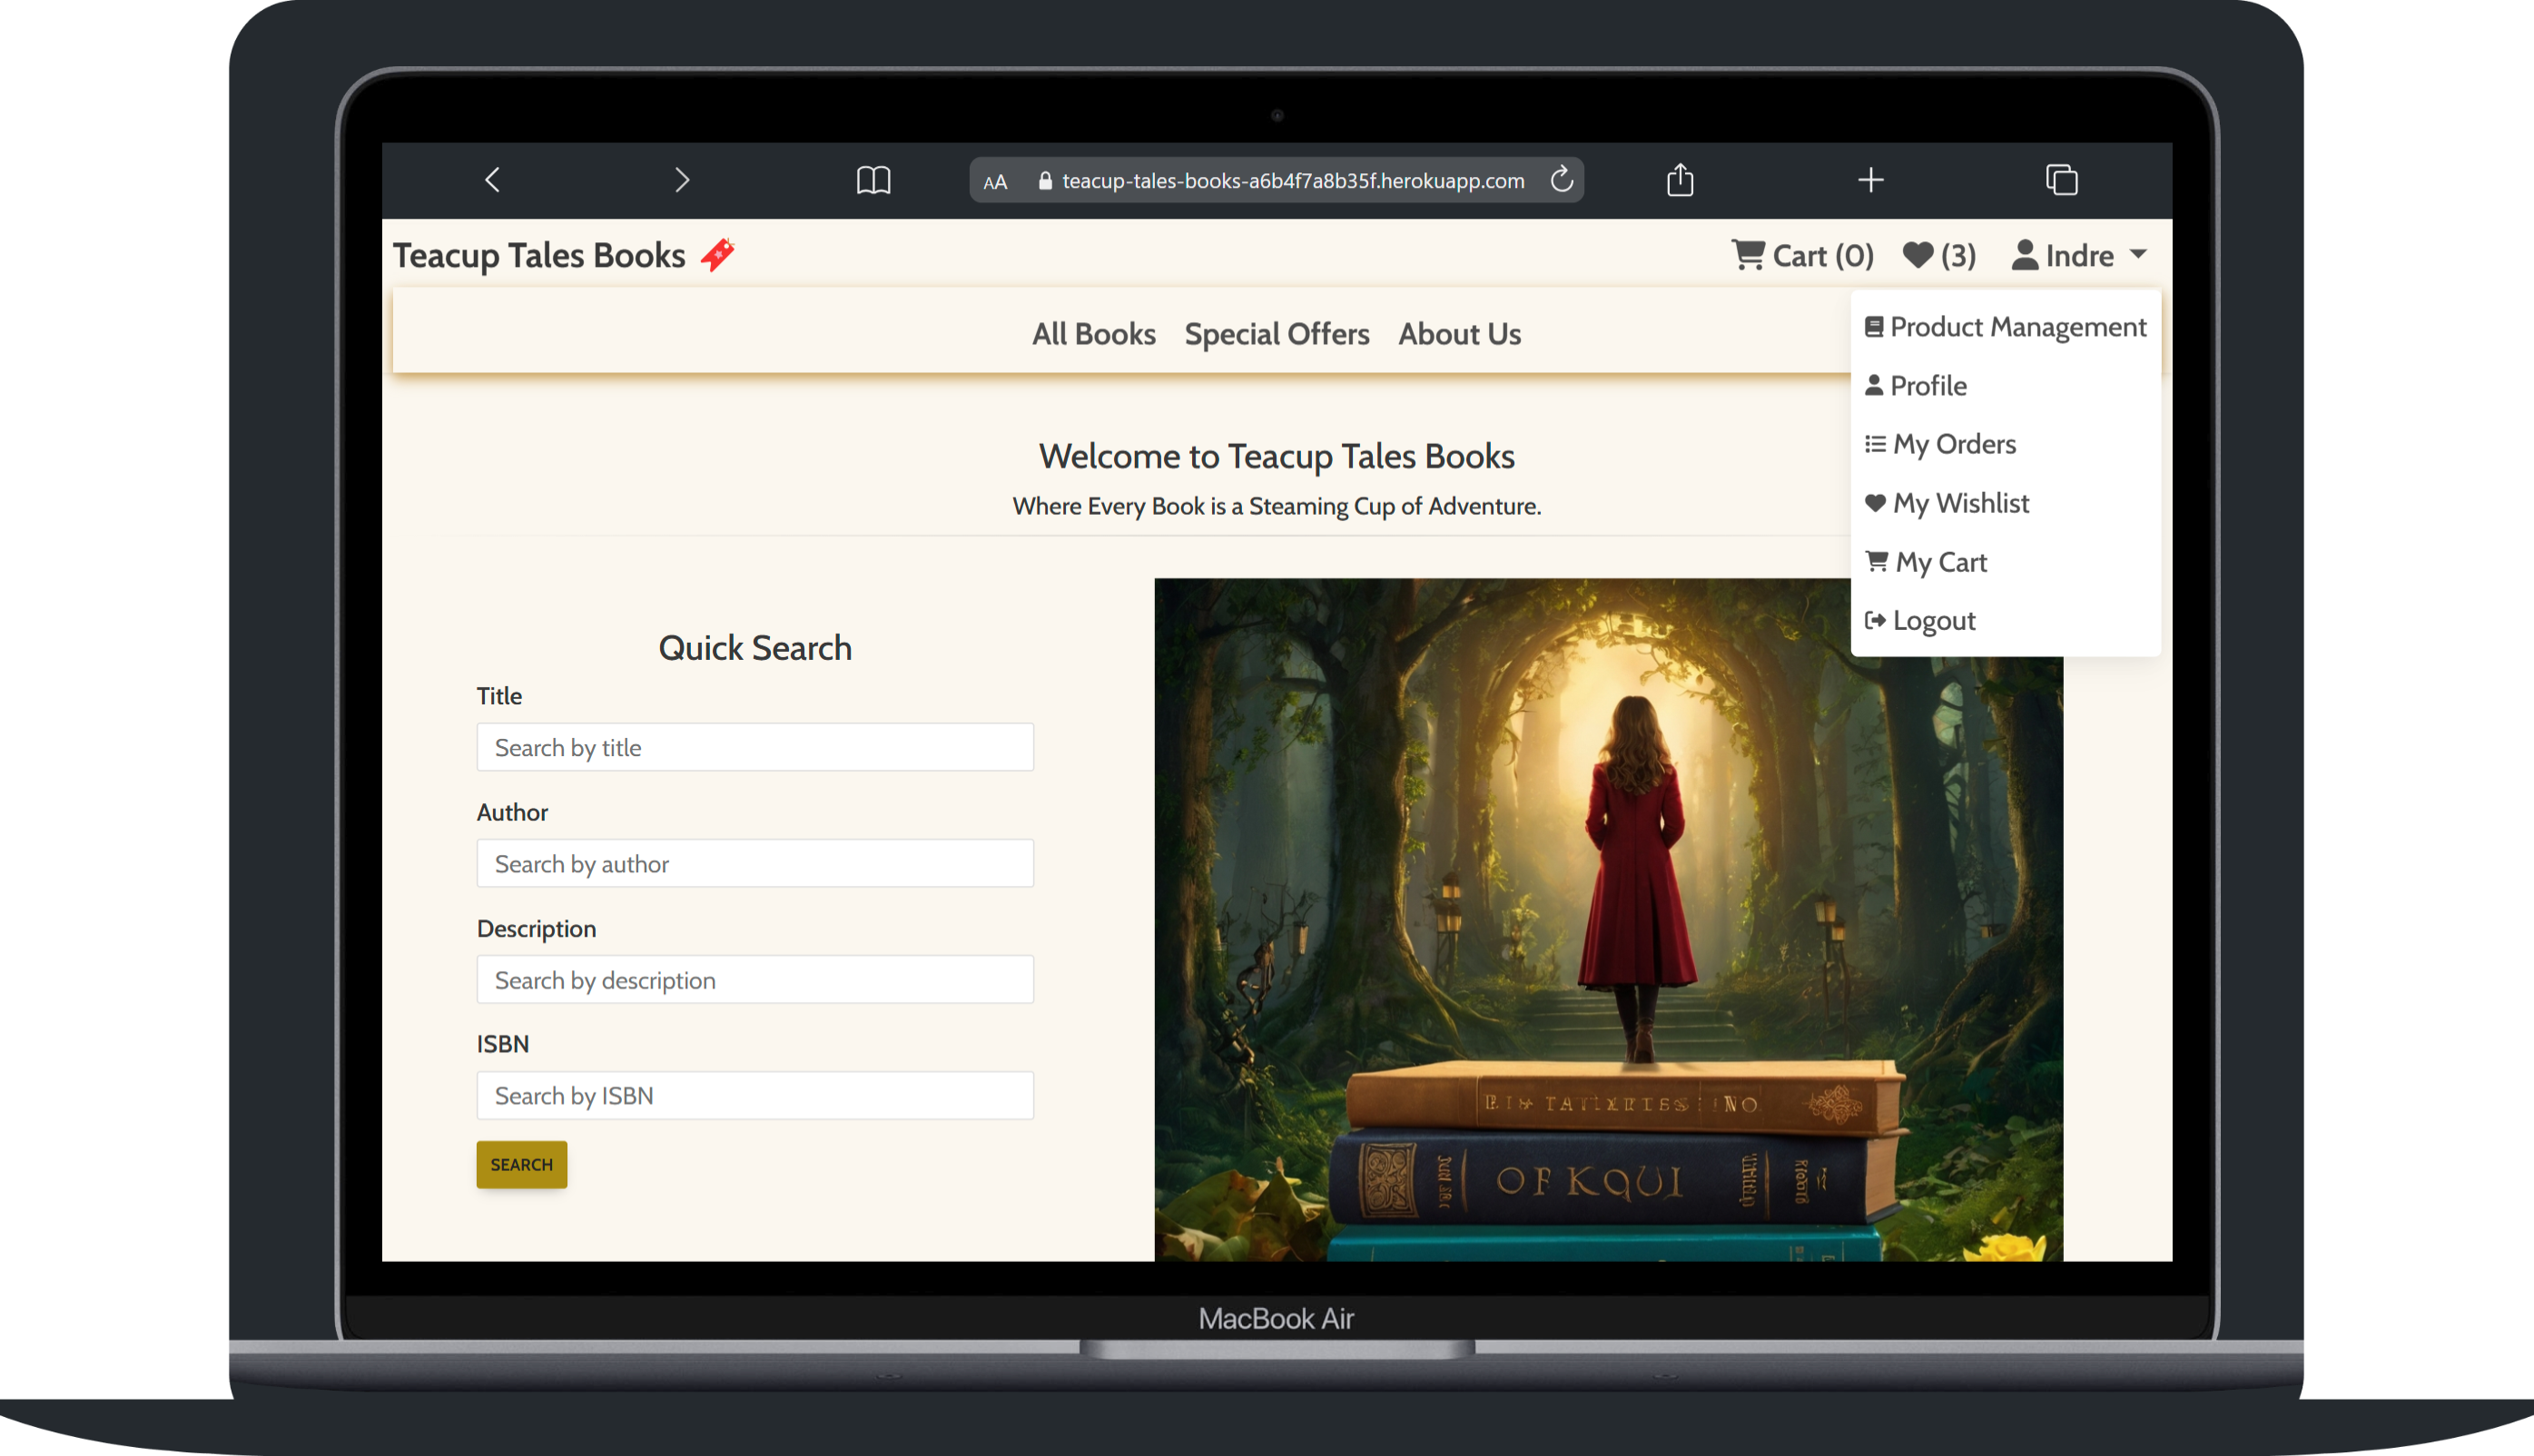 AA teacup-tales-books-a6b4f7a8b35f.herokuapp.com
Teacup Tales Books
Cart (0) (3) Indre
All Books Special Offers About Us
Product Management
Profile
My Orders
My Wishlist
My Cart
Logout
Welcome to Teacup Tales Books
Where Every Book is a Steaming Cup of Adventure.
Quick Search
Title
Search by title
Author
Search by author
Description
Search by description
ISBN
Search by ISBN
SEARCH
OF KQUI
MacBook Air